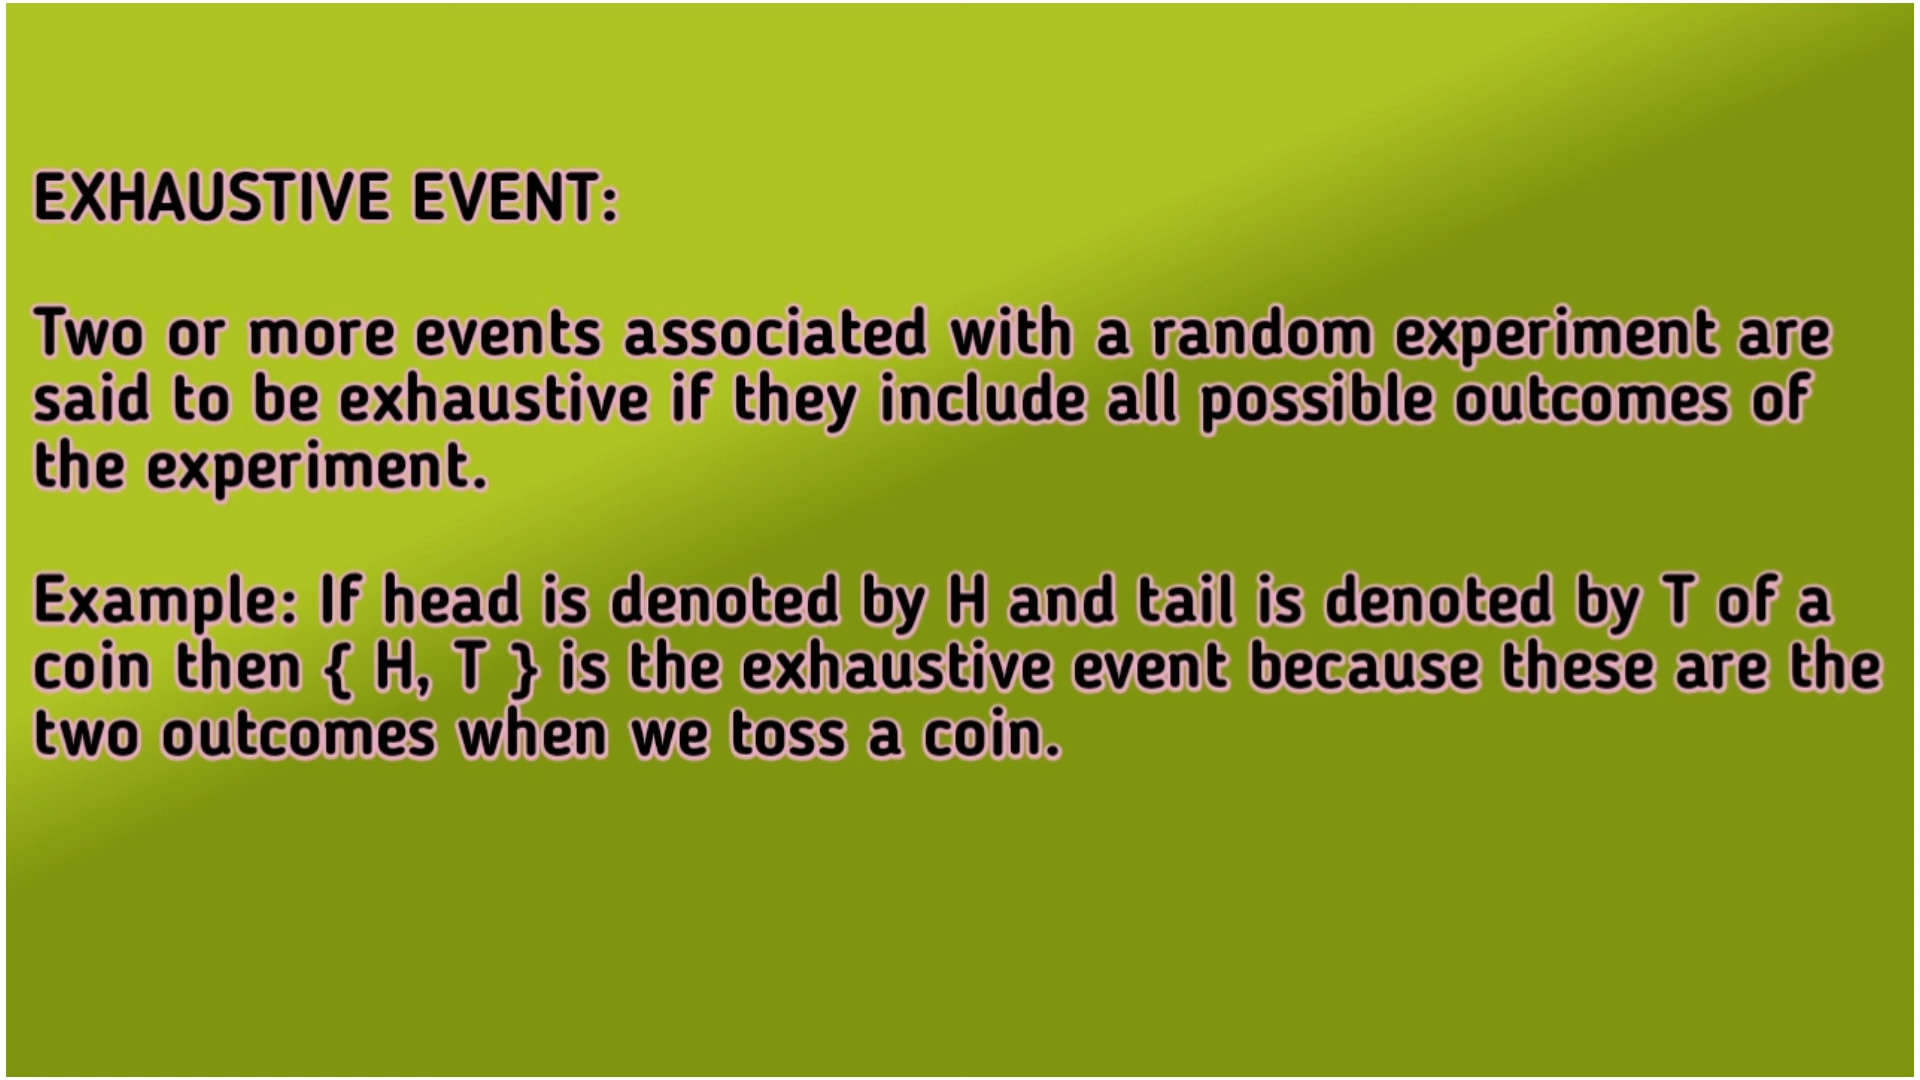 EXHAUSTIVE EVENT:
Two or more events associated with a random experiment are
said to be exhaustive if they include all possible outcomes of
the experiment.
Example: If head is denoted by H and tail is denoted by T of a
coin then { H, T } is the exhaustive event because these are the
two outcomes when we toss a coin.